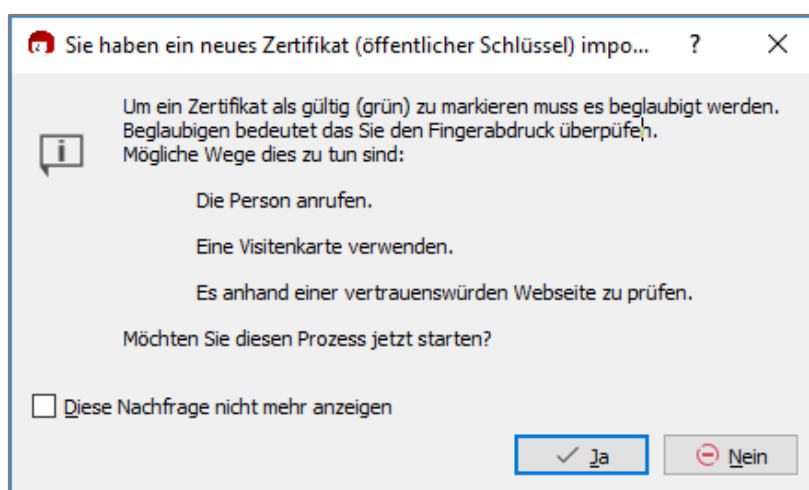 Sie haben ein neues Zertifikat (öffentlicher Schlüssel) impo... ?
Um ein Zertifikat als gültig (grün) zu markieren muss es beglaubigt werden.
Beglaubigen bedeutet das Sie den Fingerabdruck überpüfen.
Mögliche Wege dies zu tun sind:
Die Person anrufen.
Eine Visitenkarte verwenden.
Es anhand einer vertrauenswürden Webseite zu prüfen.
Möchten Sie diesen Prozess jetzt starten?
Diese Nachfrage nicht mehr anzeigen
Ja Nein